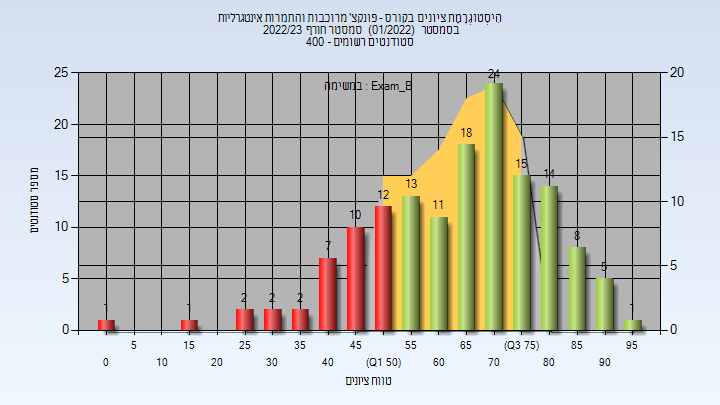 הִיסְטוֹגְרָמַת ציונים בקורס - פונקצ' מרוכבות והתמרות אינטגרליות
בסמסטר (01/2022) סמסטר חורף 2022/23
סטודנטים רשומים - 400
במשימה : Exam_B
מספר סטודנטים
25 20 15 10 5 0
20 15 10 5 0
1 1 2 2 2 7 10 12 13 11 18 24 15 14 8 5 1
5 15 25 35 45 55 65 (Q3 75) 85 95
0 10 20 30 40 (Q1 50) 60 70 80 90
טווח ציונים